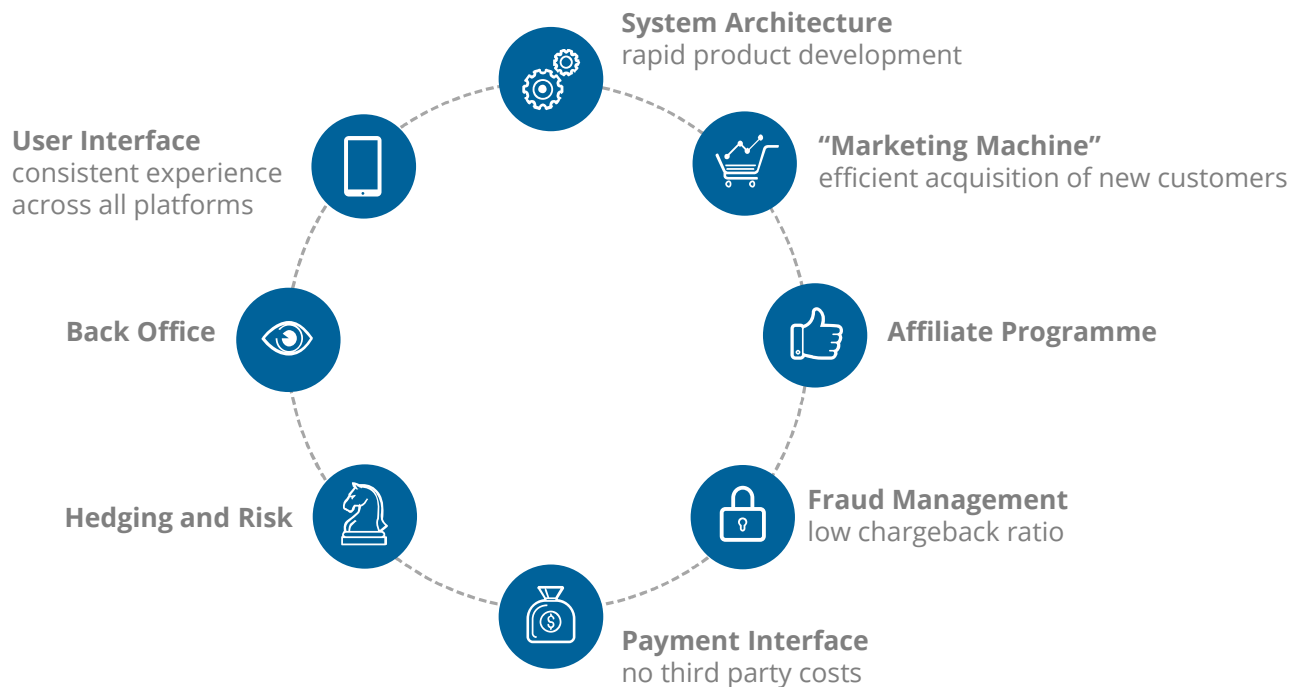 System Architecture
rapid product development
“Marketing Machine”
efficient acquisition of new customers
Affiliate Programme
Fraud Management
low chargeback ratio
Payment Interface
no third party costs
Hedging and Risk
Back Office
User Interface
consistent experience
across all platforms
$